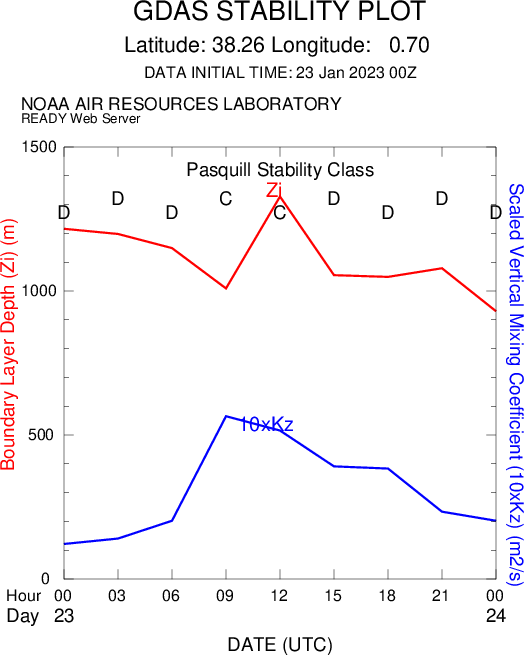 GDAS STABILITY PLOT
Latitude: 38.26 Longitude: 0.70
DATA INITIAL TIME: 23 Jan 2023 00Z
NOAA AIR RESOURCES LABORATORY
READY Web Server
1500
Pasquill Stability Class
Zi
D D D C C D D D D
Boundary Layer Depth (Zi) (m)
Scaled Vertical Mixing Coefficient (10xKz) (m2/s)
1000
10xKz
500
0
Hour 00 03 06 09 12 15 18 21 00
Day 23 24
DATE (UTC)